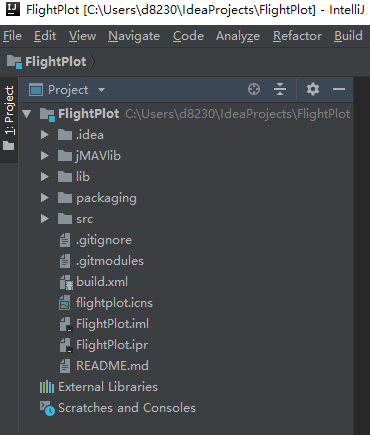 FlightPlot [C:\Users\d8230\IdeaProjects\FlightPlot] - IntelliJ
File Edit View Navigate Code Analyze Refactor Build
FlightPlot
1: Project
Project
FlightPlot C:\Users\d8230\IdeaProjects\FlightPlot
.idea
jMAVlib
lib
packaging
src
.gitignore
.gitmodules
build.xml
flightplot.icns
FlightPlot.iml
FlightPlot.ipr
README.md
External Libraries
Scratches and Consoles